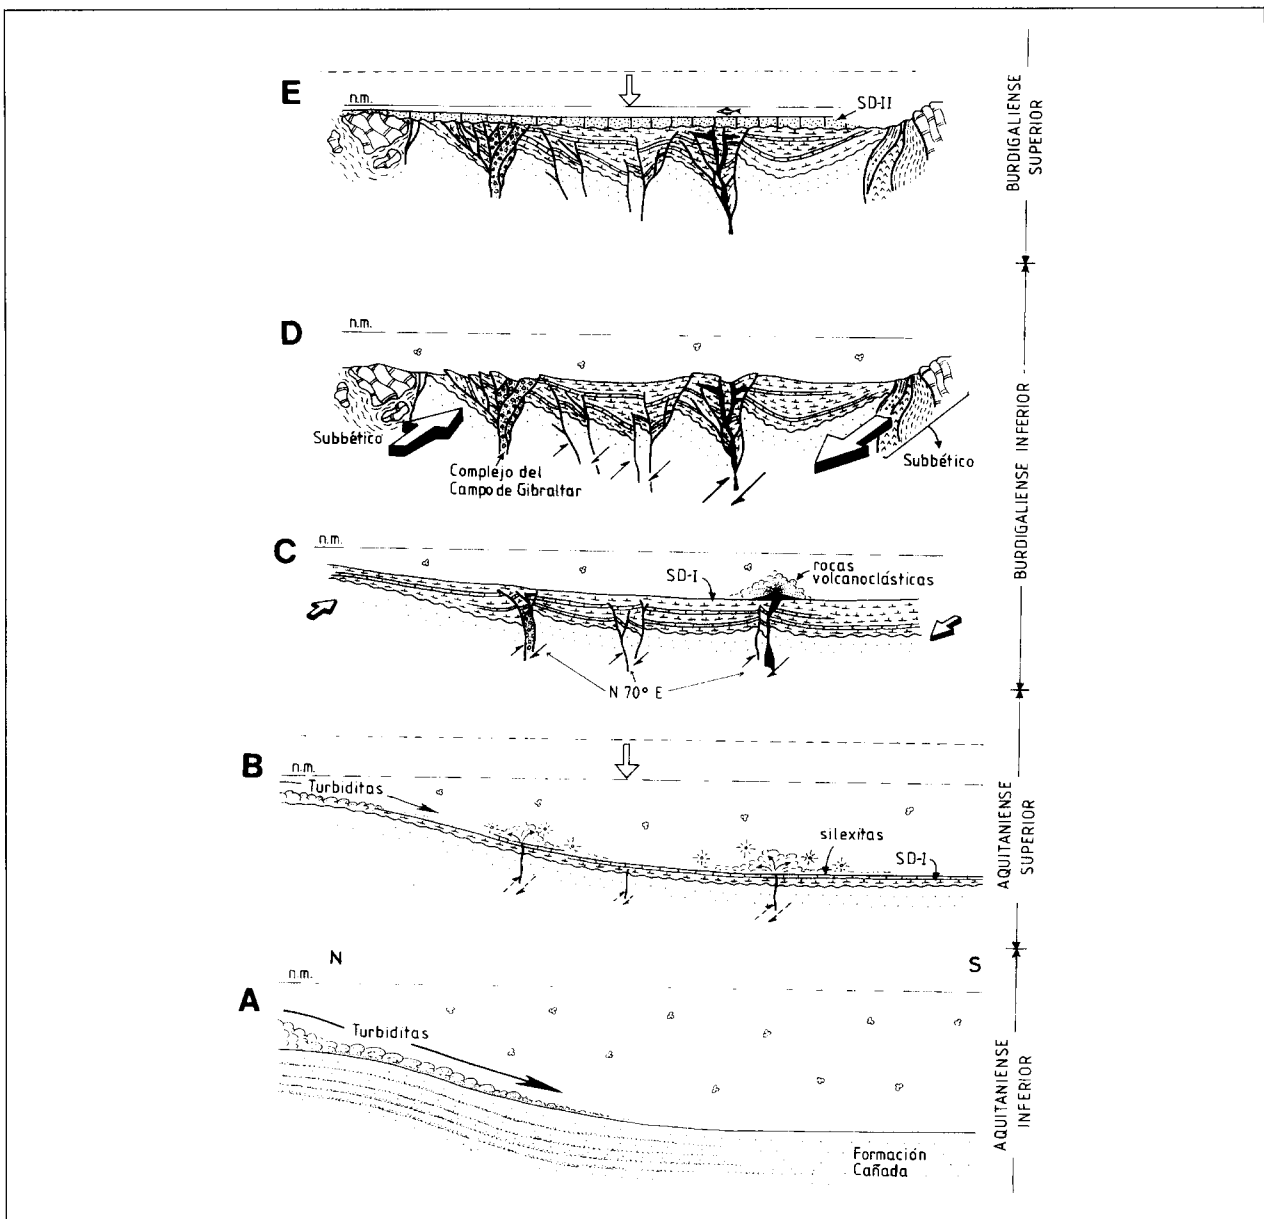 E
n.m.
SD-II
BURDIGALIENSE
SUPERIOR
D
n.m.
Subbético
Complejo del
Campo de Gibraltar
Subbético
BURDIGALIENSE INFERIOR
C
n.m.
SD-I
rocas
volcanoclásticas
N 70° E
B
n.m.
Turbiditas
silexitas
SD-I
AQUITANIENSE
SUPERIOR
N
S
n.m.
A
Turbiditas
Formación
Cañada
AQUITANIENSE
INFERIOR